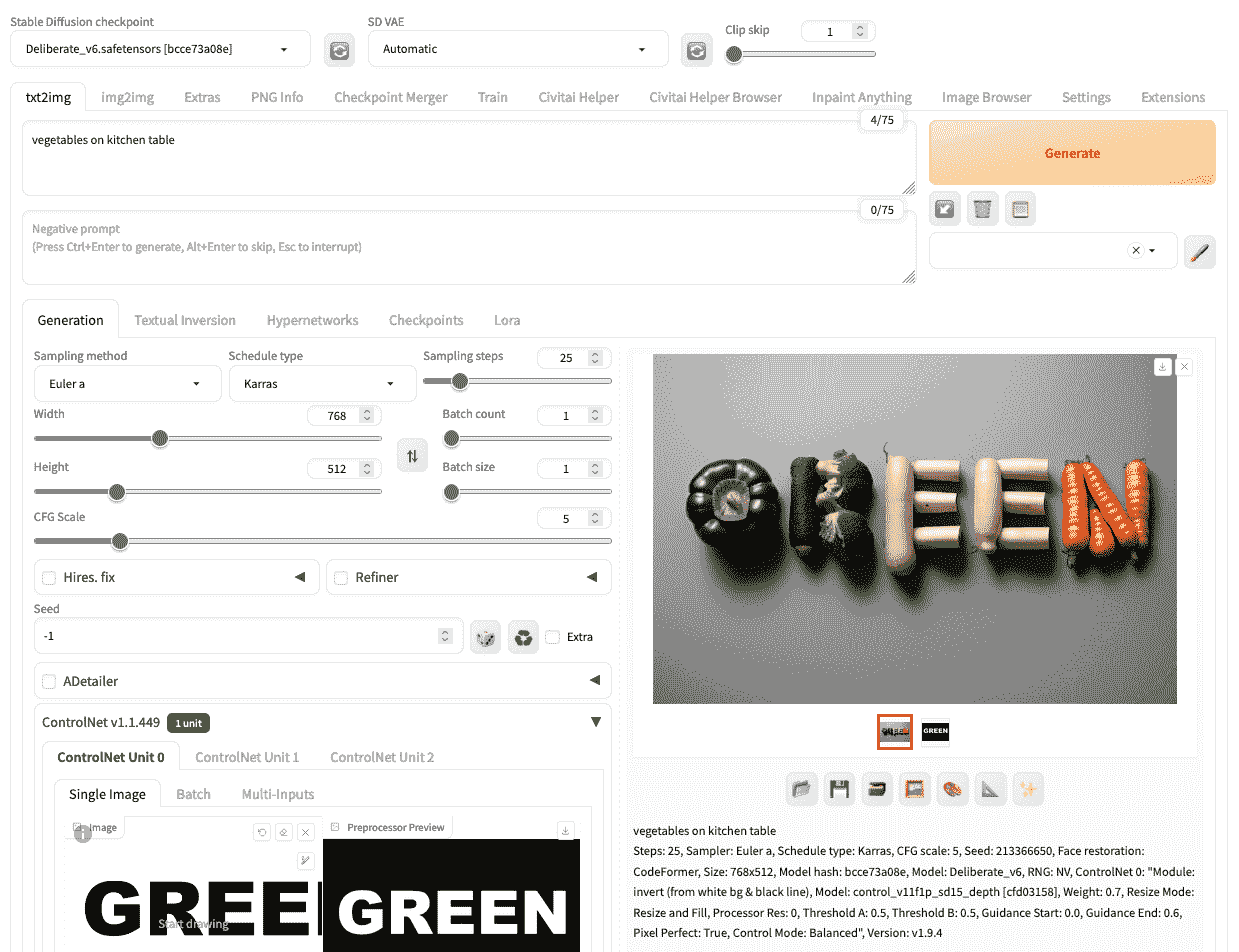 Stable Diffusion checkpoint
SD VAE
Clip skip
1
Deliberate_v6.safetensors [bcce73a08e]
Automatic
txt2img
img2img
Extras
PNG Info
Checkpoint Merger
Train
Civitai Helper
Civitai Helper Browser
Inpaint Anything
Image Browser
Settings
Extensions
4/75
vegetables on kitchen table
Generate
0/75
Negative prompt
(Press Ctrl+Enter to generate, Alt+Enter to skip, Esc to interrupt)
Generation
Textual Inversion
Hypernetworks
Checkpoints
Lora
Sampling method
Schedule type
Sampling steps
25
Euler a
Karras
Width
768
Batch count
1
Height
512
Batch size
1
CFG Scale
5
Hires. fix
Refiner
Seed
-1
Extra
ADetailer
ControlNet v1.1.449
1 unit
ControlNet Unit 0
ControlNet Unit 1
ControlNet Unit 2
Single Image
Batch
Multi-Inputs
Image
Preprocessor Preview
GREE
Start drawing
GREEN
GREEN
GREEN
GREEN
vegetables on kitchen table
Steps: 25, Sampler: Euler a, Schedule type: Karras, CFG scale: 5, Seed: 213366650, Face restoration:
CodeFormer, Size: 768x512, Model hash: bcce73a08e, Model: Deliberate_v6, RNG: NV, ControlNet 0: "Module:
invert (from white bg & black line), Model: control_v11f1p_sd15_depth [cfd03158], Weight: 0.7, Resize Mode:
Resize and Fill, Processor Res: 0, Threshold A: 0.5, Threshold B: 0.5, Guidance Start: 0.0, Guidance End: 0.6,
Pixel Perfect: True, Control Mode: Balanced", Version: v1.9.4